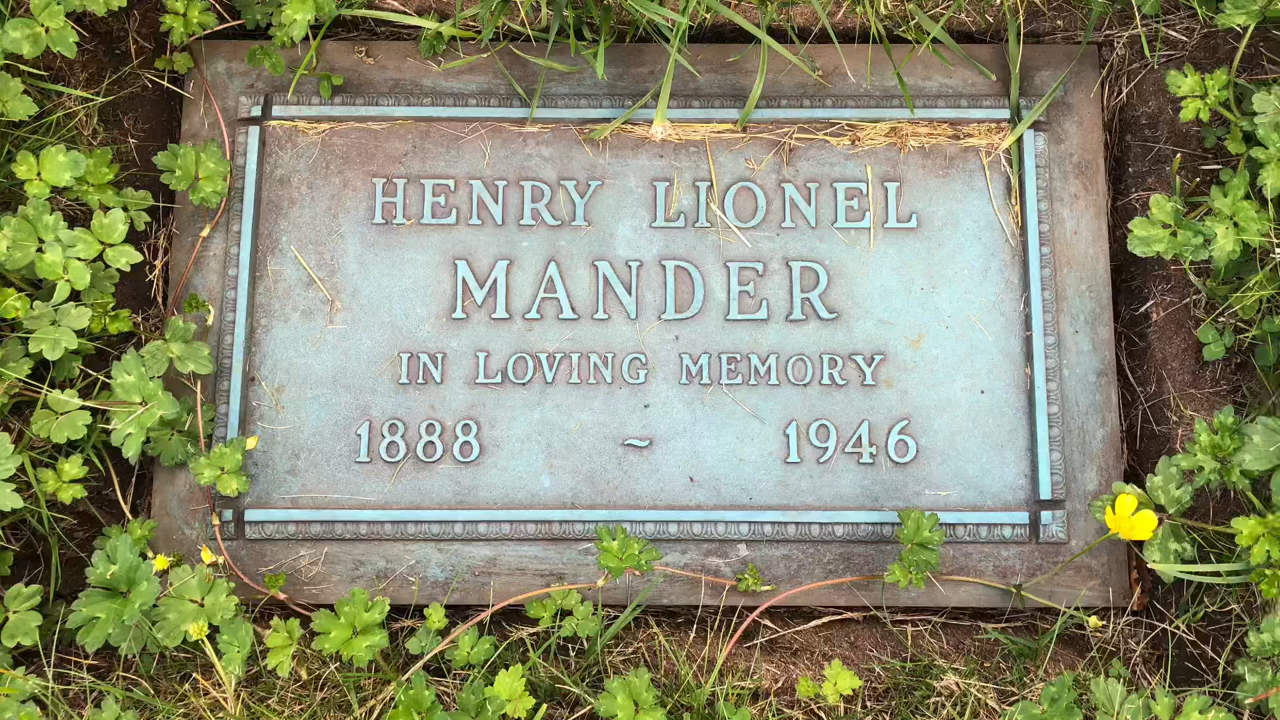 HENRY LIONEL
MANDER
IN LOVING MEMORY
1888 ~ 1946